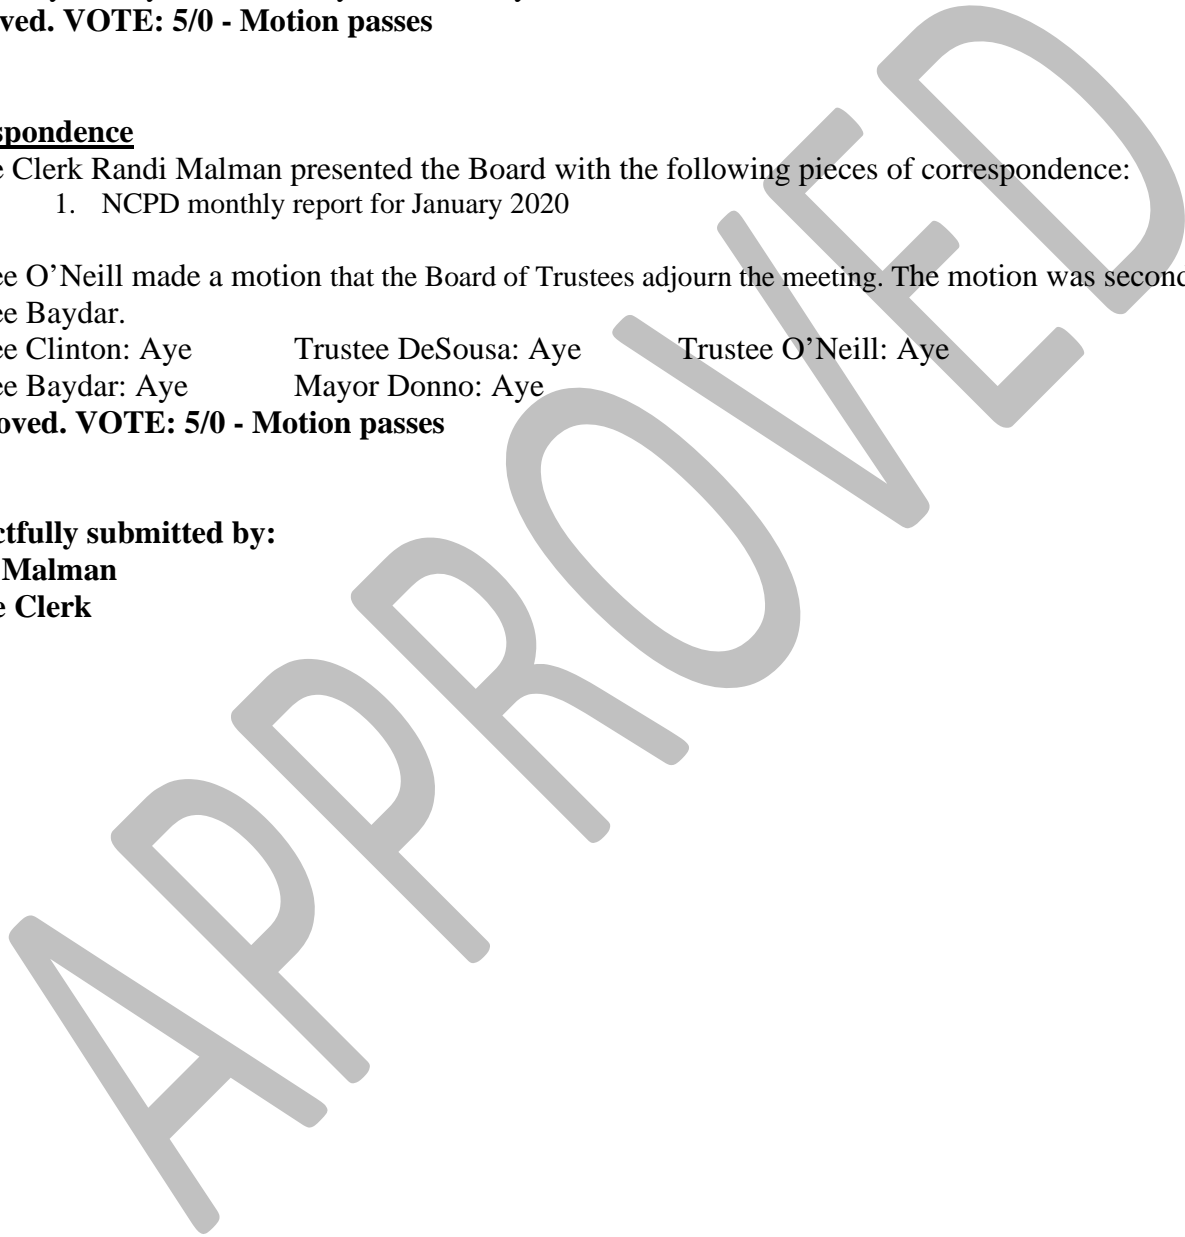 ved. VOTE: 5/0 - Motion passes
spondence
e Clerk Randi Malman presented the Board with the following pieces of correspondence:
1. NCPD monthly report for January 2020
ee O’Neill made a motion that the Board of Trustees adjourn the meeting. The motion was second
ee Baydar.
ee Clinton: Aye Trustee DeSousa: Aye Trustee O’Neill: Aye
ee Baydar: Aye Mayor Donno: Aye
oved. VOTE: 5/0 - Motion passes
ctfully submitted by:
Malman
e Clerk
APPROVED